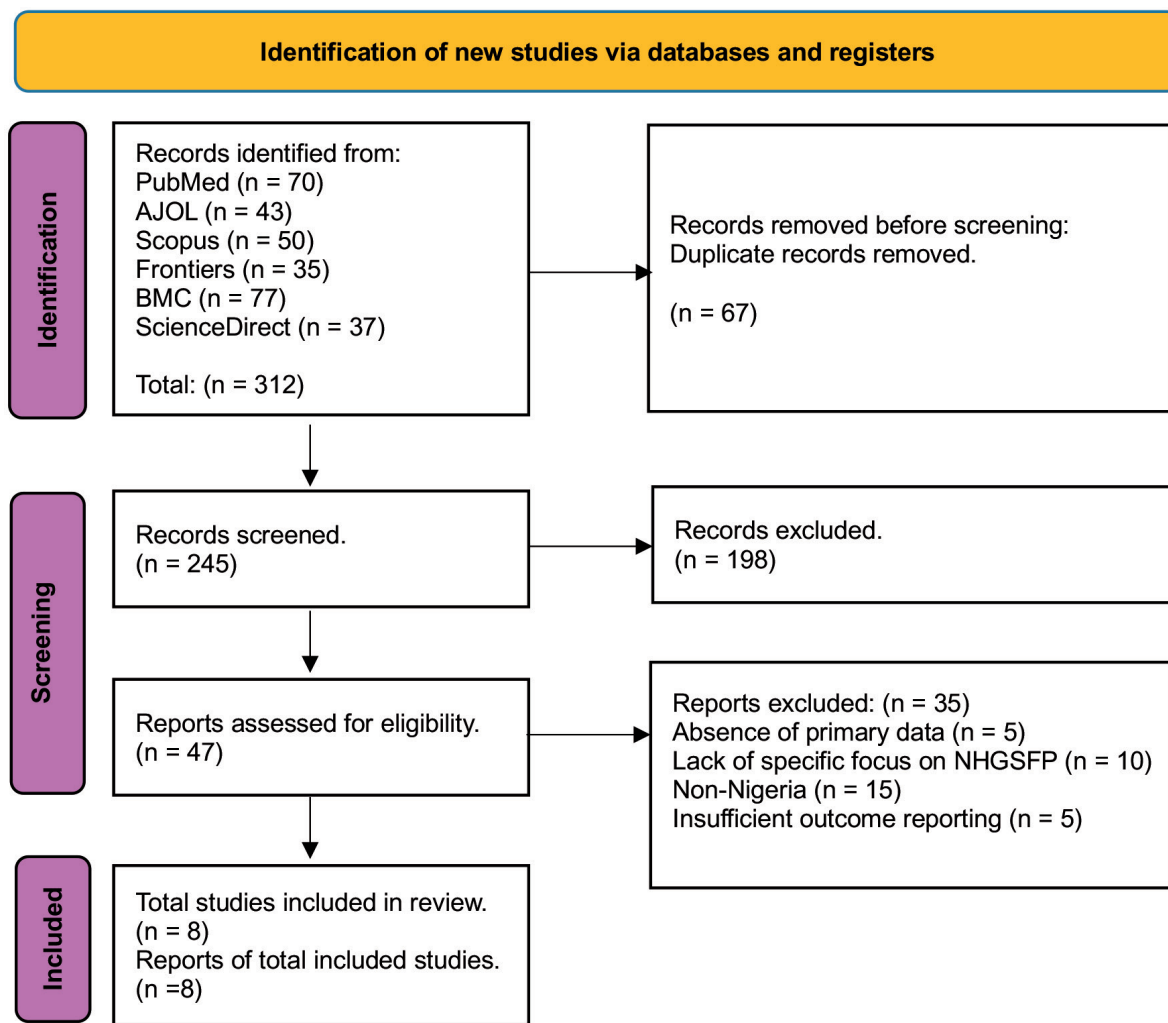 Identification of new studies via databases and registers
Identification
Records identified from:
PubMed (n = 70)
AJOL (n = 43)
Scopus (n = 50)
Frontiers (n = 35)
BMC (n = 77)
ScienceDirect (n = 37)
Total: (n = 312)
Records removed before screening:
Duplicate records removed.
(n = 67)
Screening
Records screened.
(n = 245)
Records excluded.
(n = 198)
Reports assessed for eligibility.
(n = 47)
Reports excluded: (n = 35)
Absence of primary data (n = 5)
Lack of specific focus on NHGSFP (n = 10)
Non-Nigeria (n = 15)
Insufficient outcome reporting (n = 5)
Included
Total studies included in review.
(n = 8)
Reports of total included studies.
(n =8)